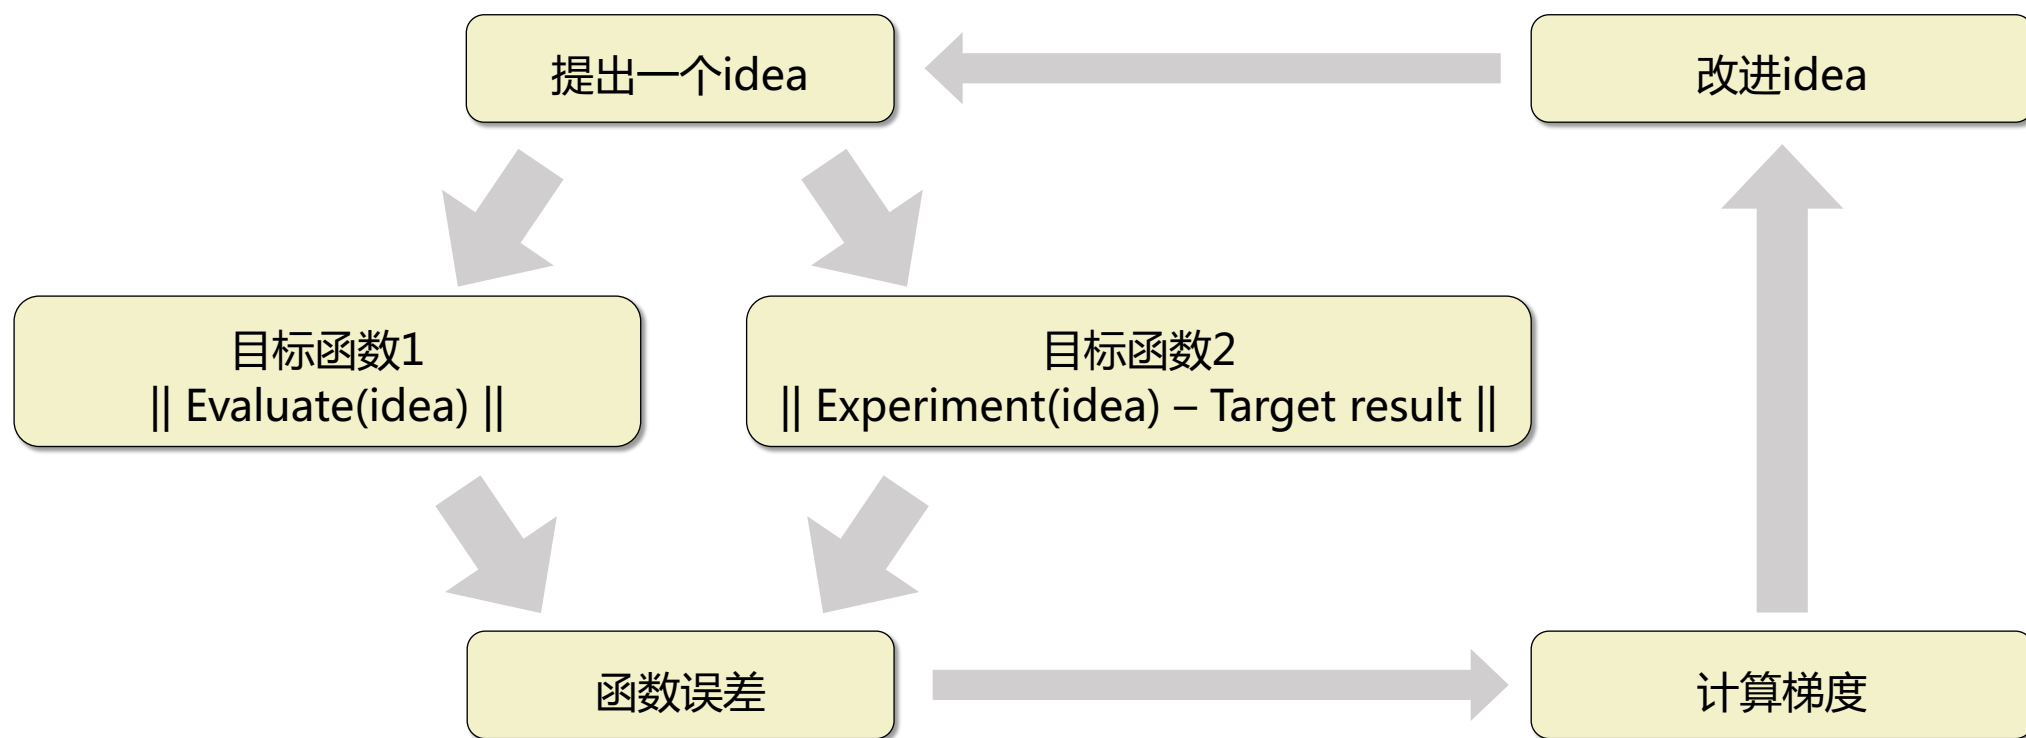 提出一个idea
改进idea
目标函数1
|| Evaluate(idea) ||
目标函数2
|| Experiment(idea) – Target result ||
函数误差
计算梯度